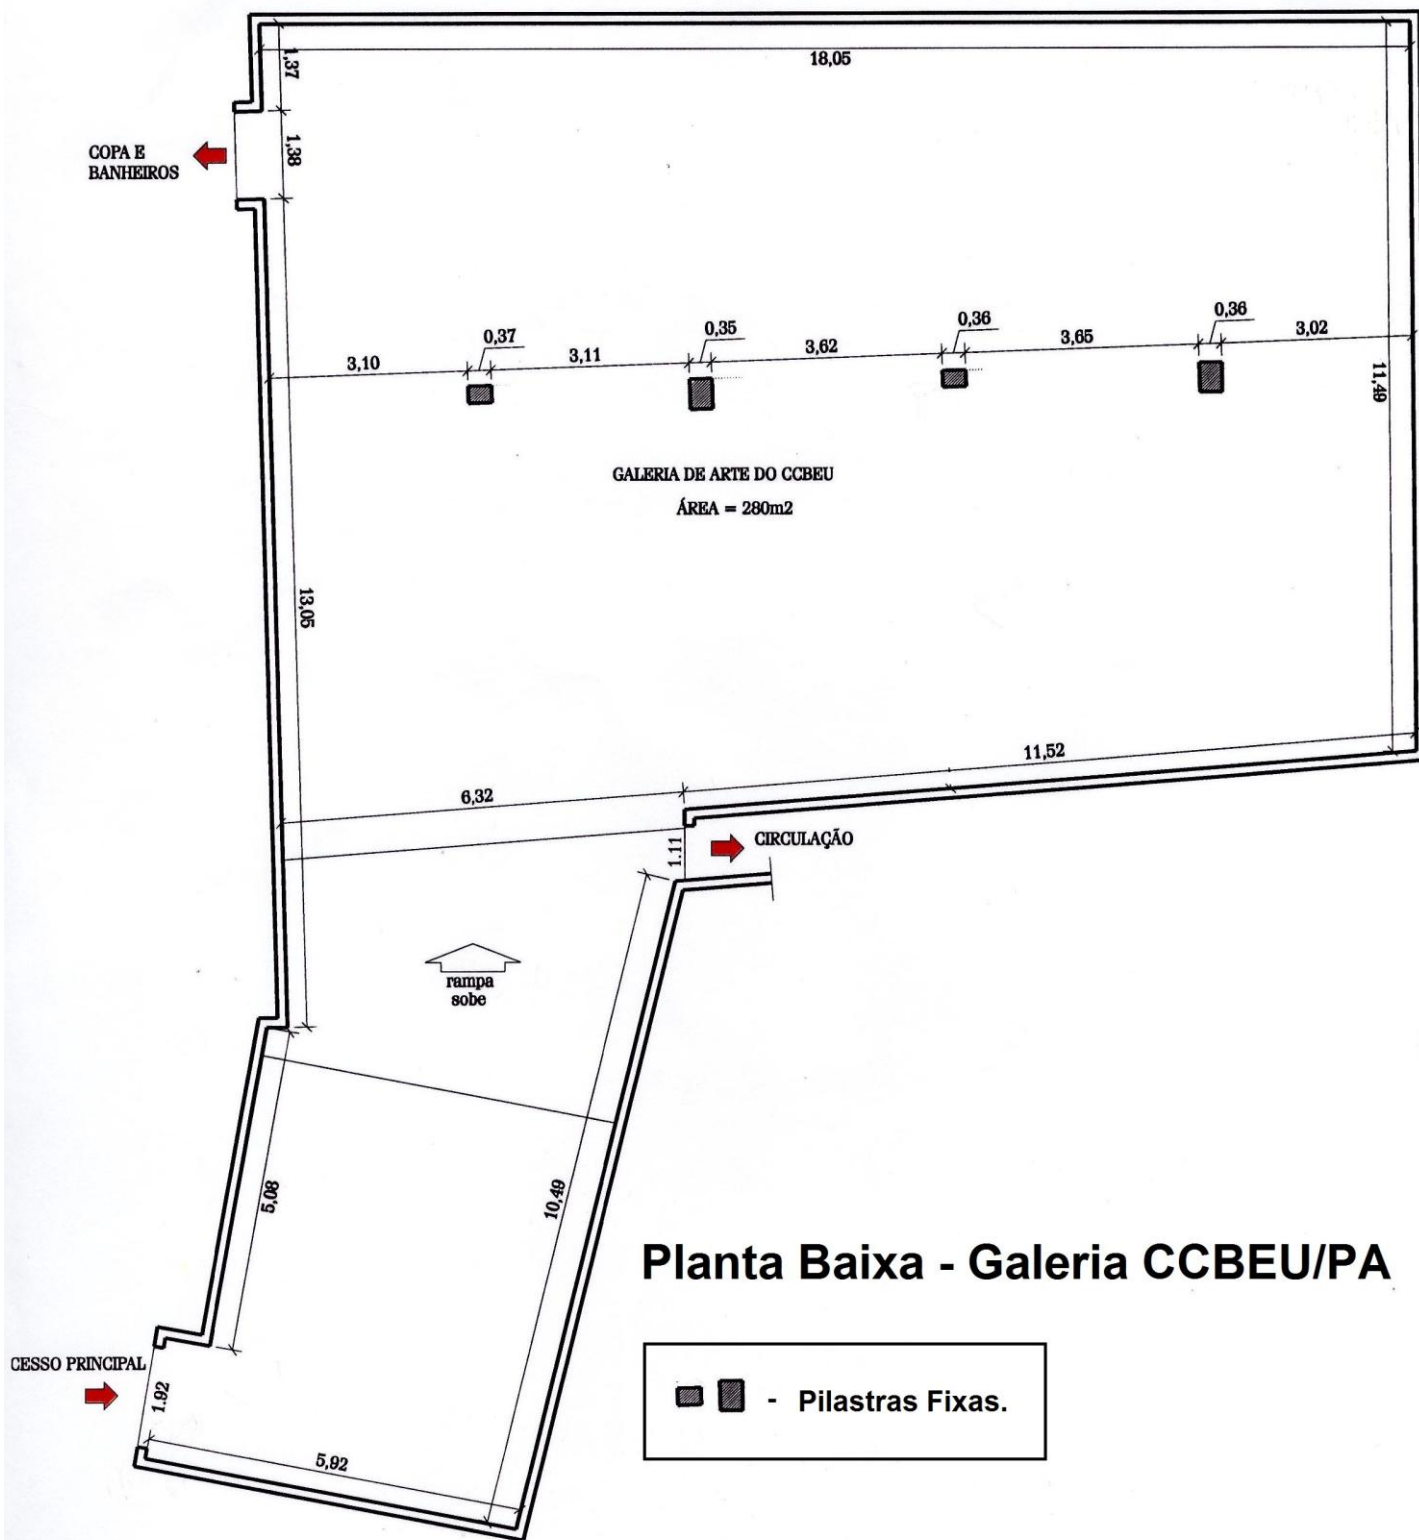 18,05
1,37
1,38
COPA E
BANHEIROS
3,10
0,37
3,11
0,35
3,62
0,36
3,65
0,36
3,02
11,49
GALERIA DE ARTE DO CCBEU
ÁREA = 280m2
13,05
11,52
6,32
1.11
CIRCULAÇÃO
rampa
sobe
5,08
10,49
Planta Baixa - Galeria CCBEU/PA
CESSO PRINCIPAL
1.92
5,92
- Pilastras Fixas.